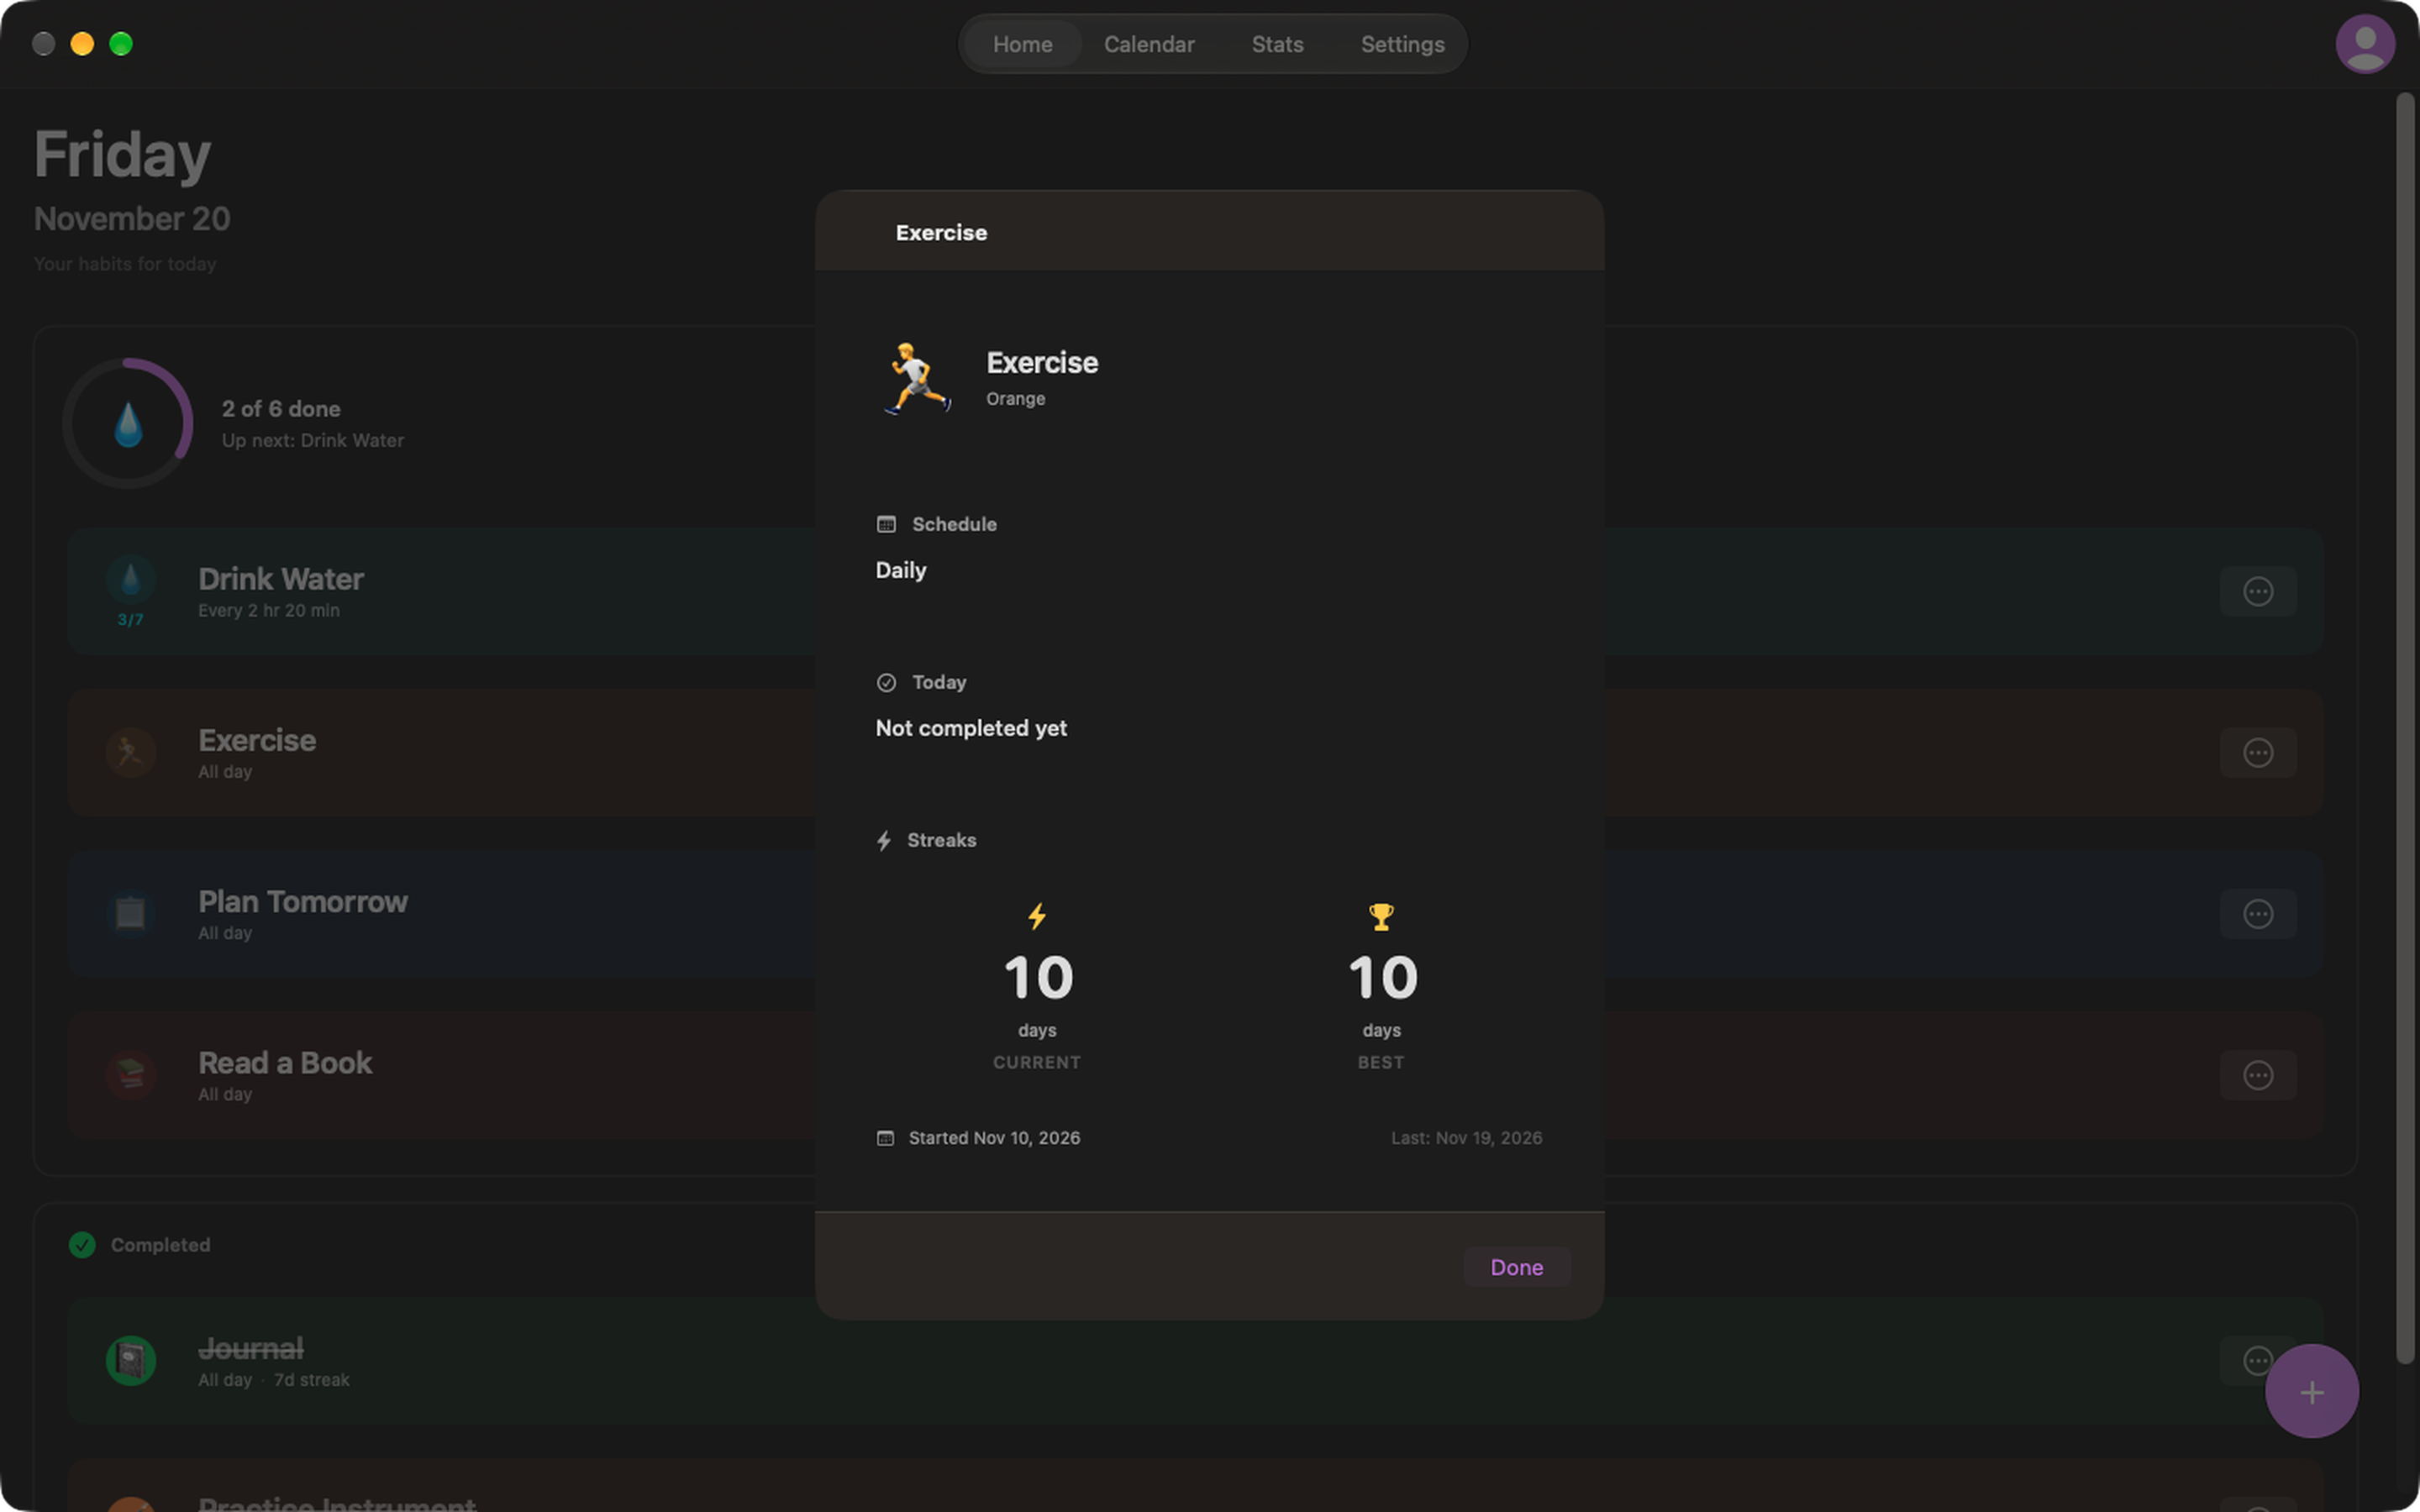 Home Calendar Stats Settings
Friday
November 20
Your habits for today
2 of 6 done
Up next: Drink Water
Drink Water
Every 2 hr 20 min
3/7
Exercise
All day
Plan Tomorrow
All day
Read a Book
All day
Completed
Journal
All day · 7d streak
Practice Instrument
Exercise
Exercise
Orange
Schedule
Daily
Today
Not completed yet
Streaks
10
days
CURRENT
10
days
BEST
Started Nov 10, 2026
Last: Nov 19, 2026
Done